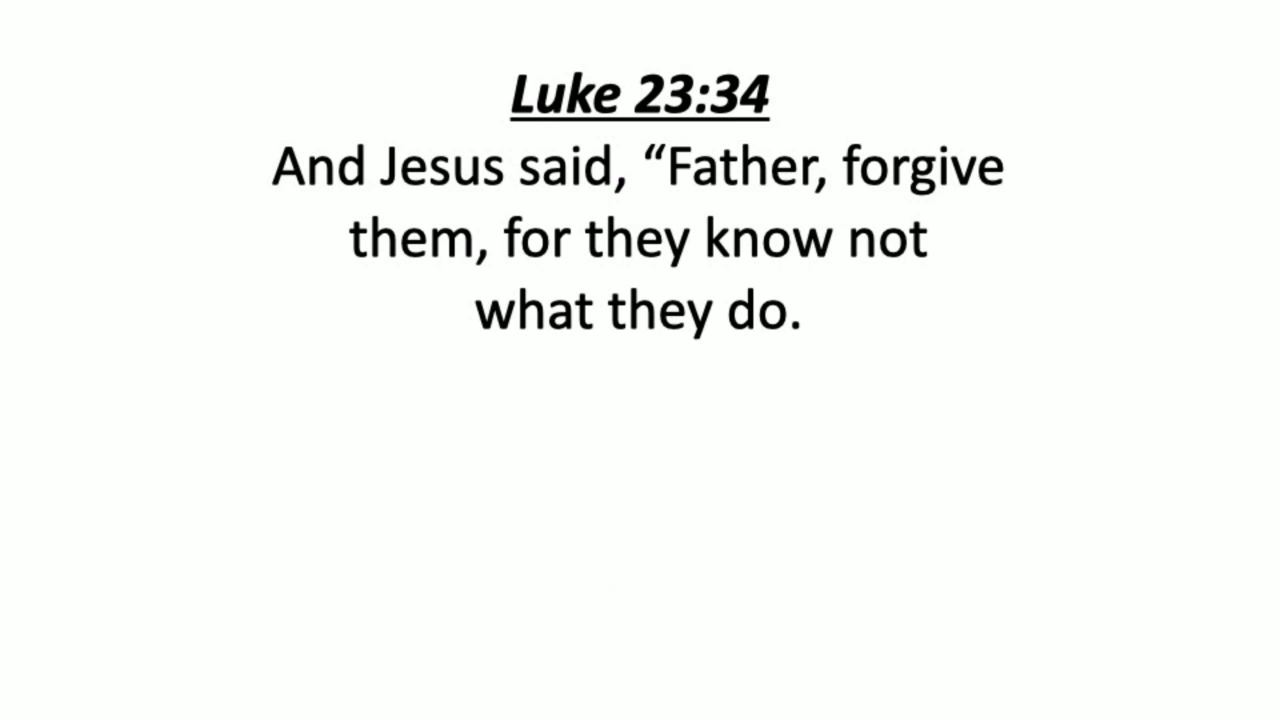 Luke 23:34
And Jesus said, “Father, forgive
them, for they know not
what they do.